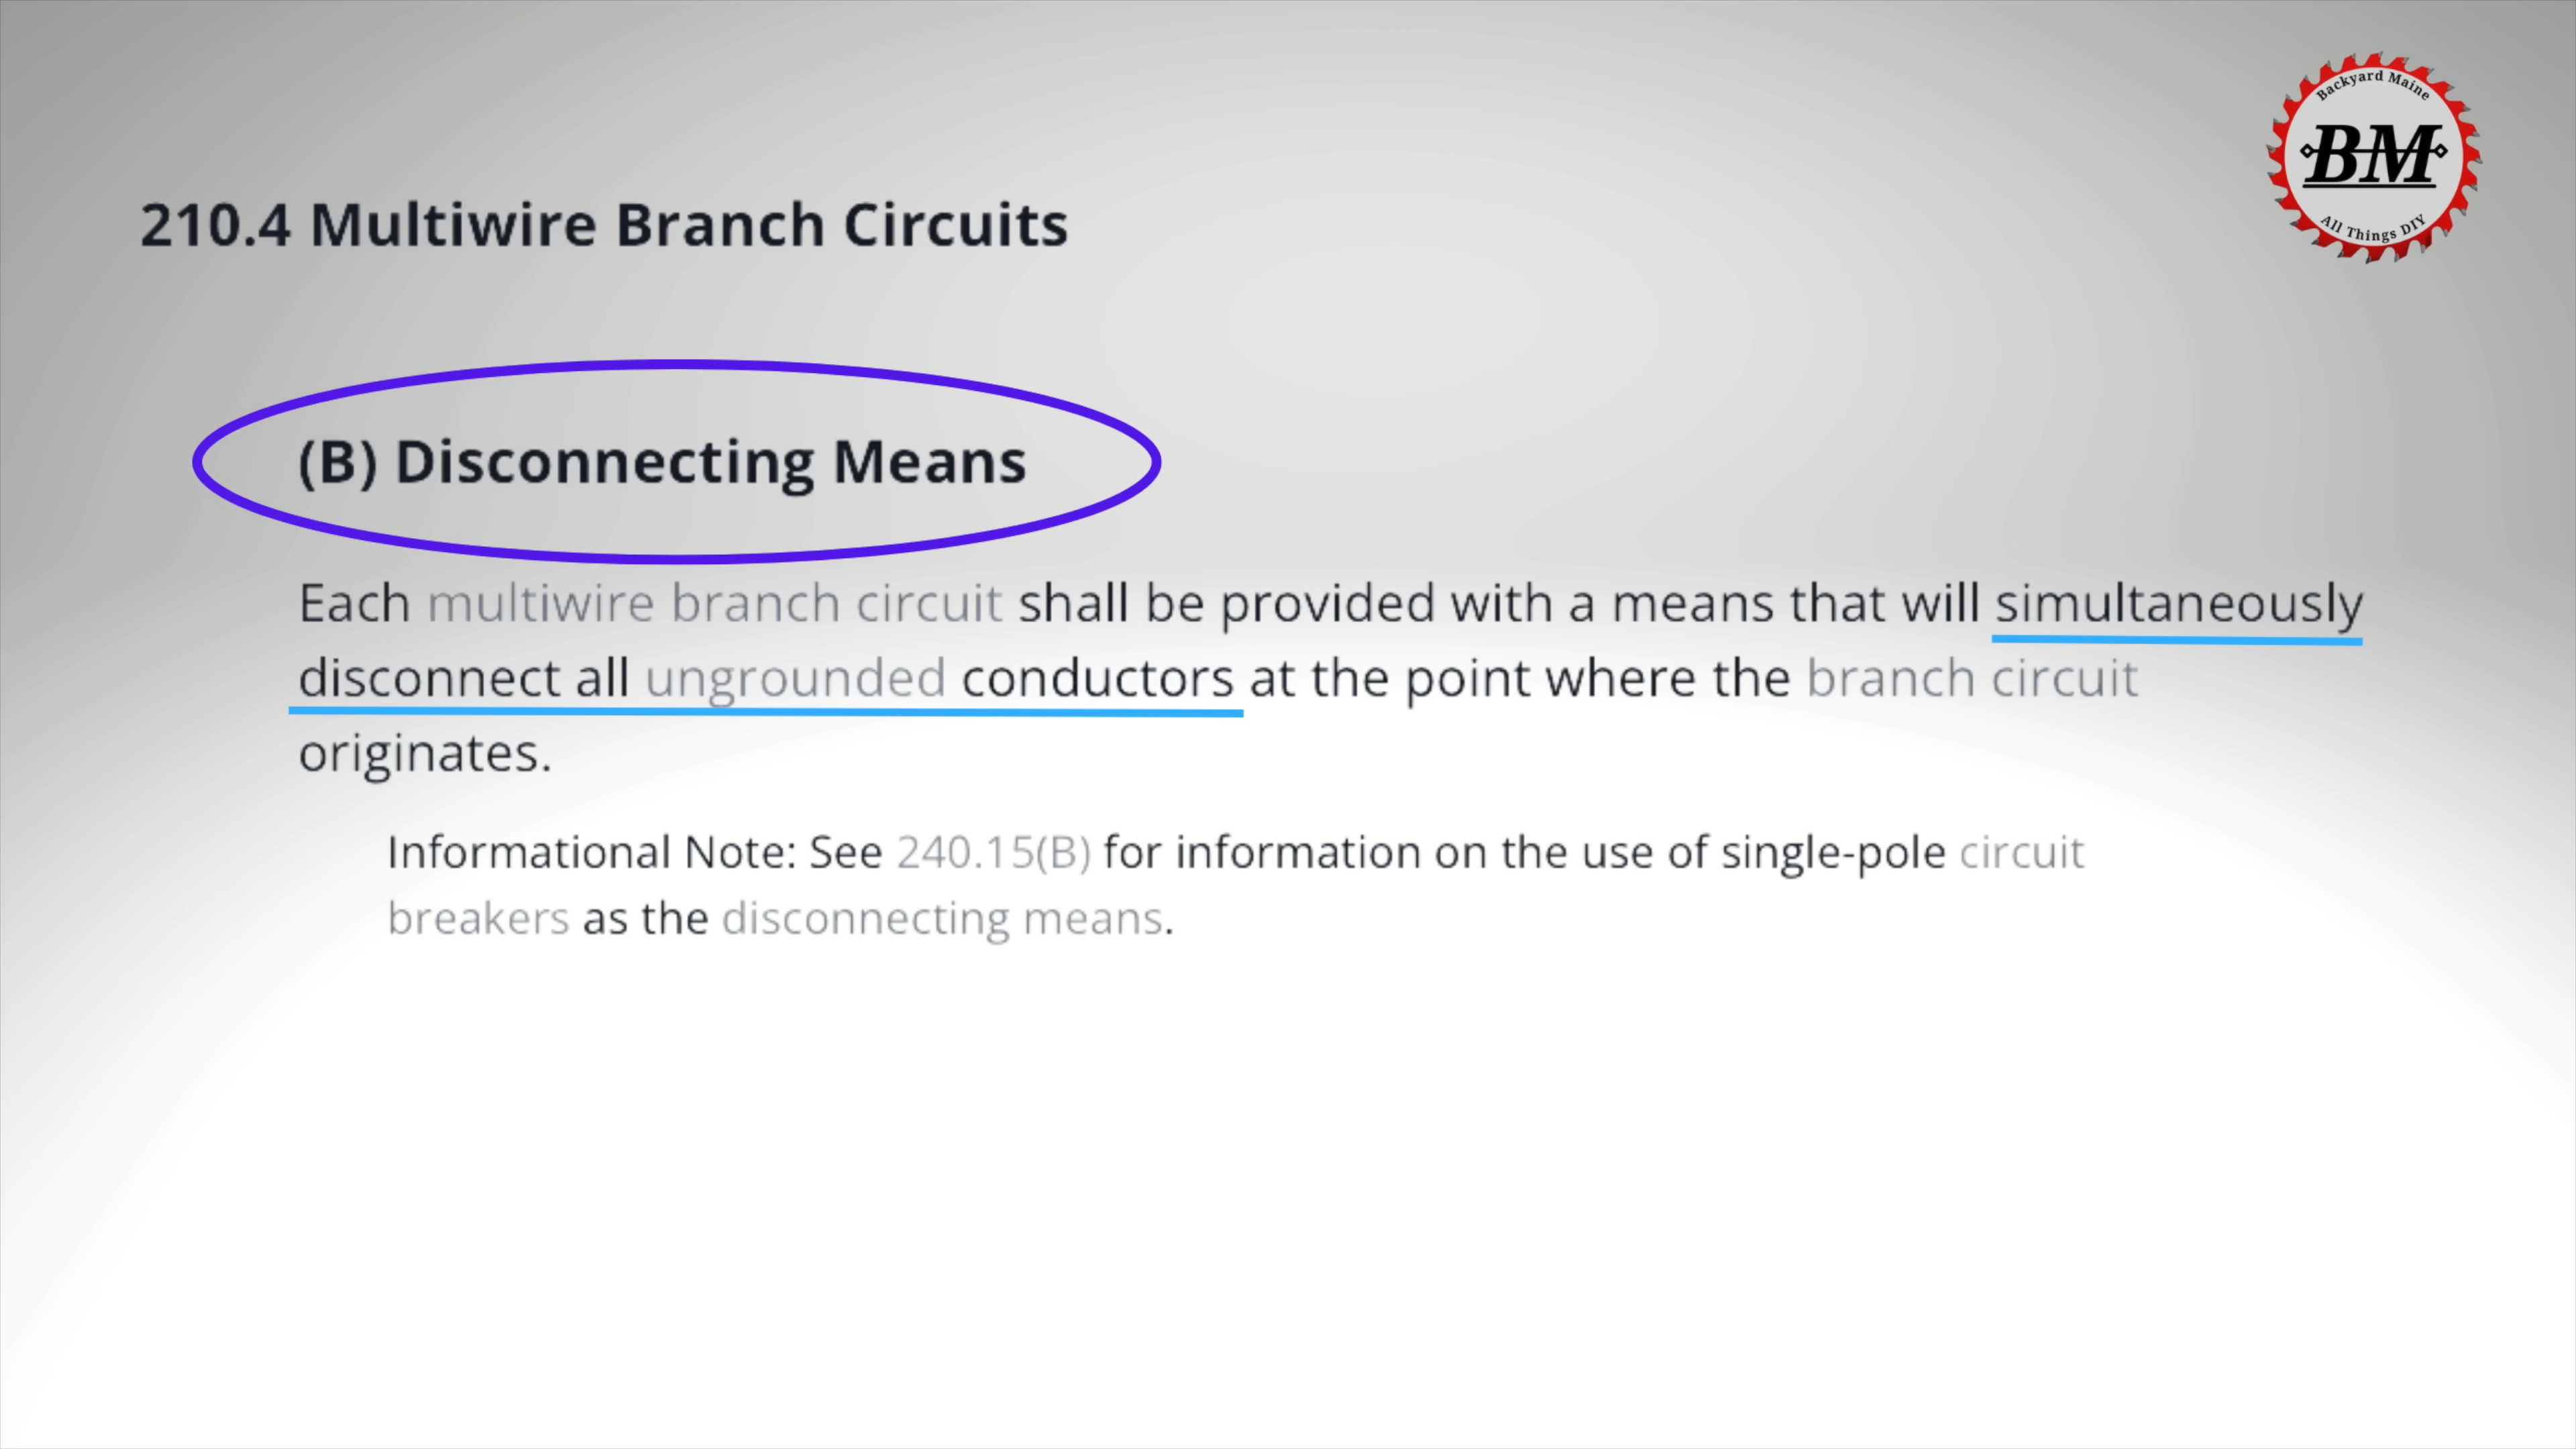 Backyard Maine
BM
All Things DIY
210.4 Multiwire Branch Circuits
(B) Disconnecting Means
Each multiwire branch circuit shall be provided with a means that will simultaneously
disconnect all ungrounded conductors at the point where the branch circuit
originates.
Informational Note: See 240.15(B) for information on the use of single-pole circuit
breakers as the disconnecting means.